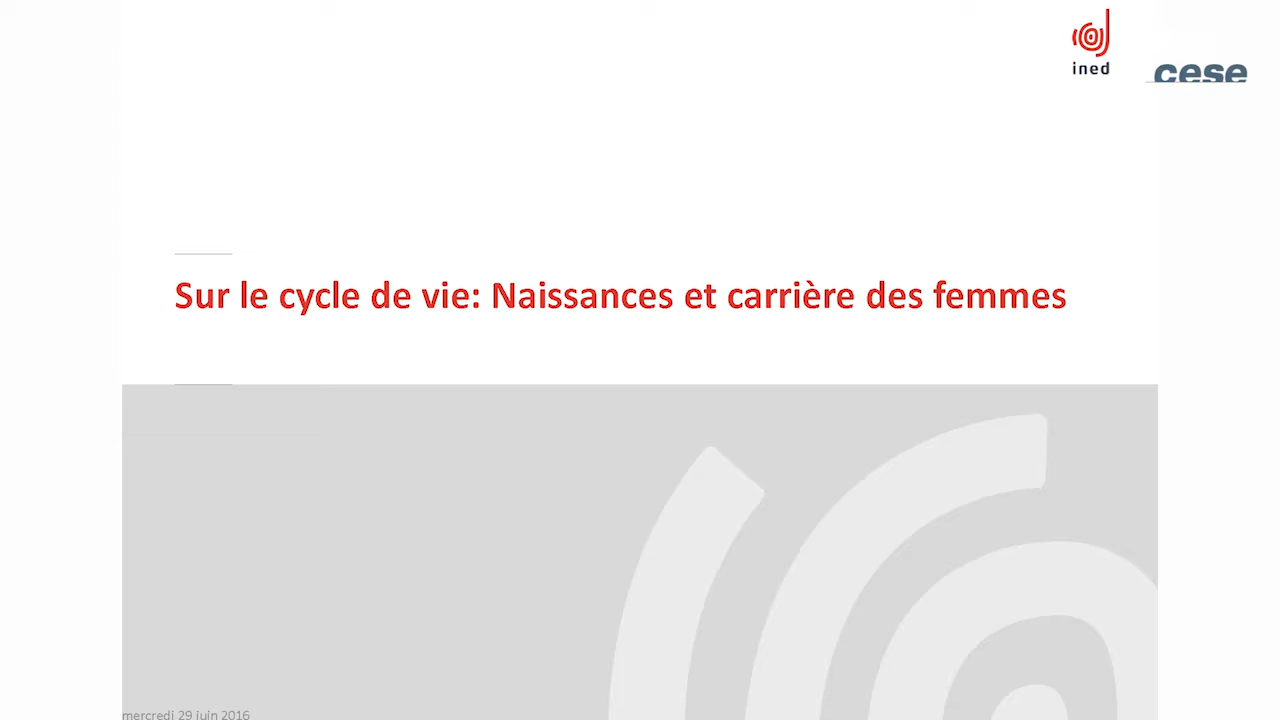 ined
cese
Sur le cycle de vie: Naissances et carrière des femmes
mercredi 29 juin 2016